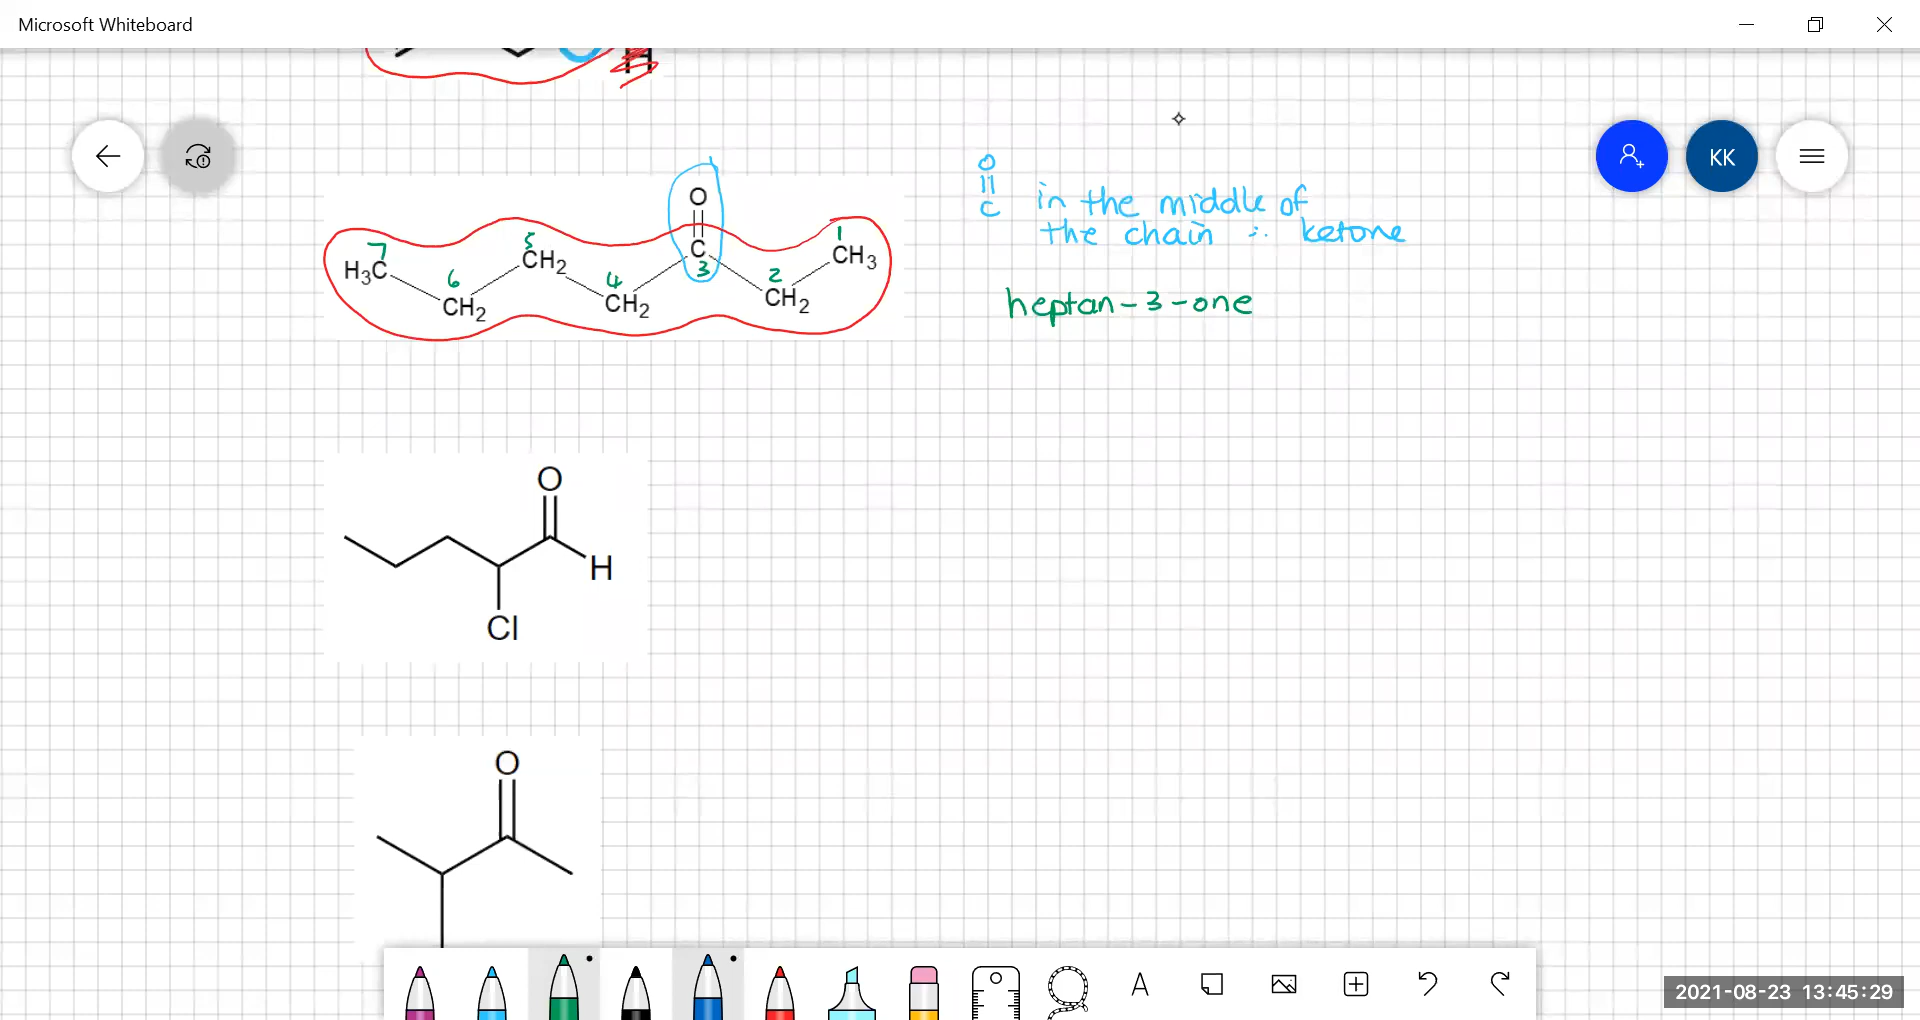 Microsoft Whiteboard
H
KK
O
=
C
in the middle of
the chain ∴ ketone
O
C
7 6 5 4 3 2 1
H₃C CH₂ CH₂ CH₂ CH₂ CH₃
heptan-3-one
O
H
Cl
O
A
2021-08-23 13:45:29